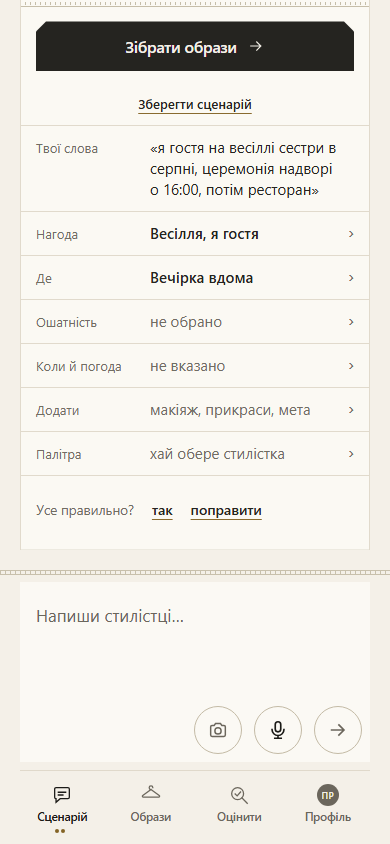 Зібрати образи →
Зберегти сценарій
Твої слова
«я гостя на весіллі сестри в
серпні, церемонія надворі
о 16:00, потім ресторан»
Нагода Весілля, я гостя
Де Вечірка вдома
Ошатність не обрано
Коли й погода не вказано
Додати макіяж, прикраси, мета
Палітра хай обере стилістка
Усе правильно? так поправити
Напиши стилістці...
Сценарій Образи Оцінити ПР Профіль